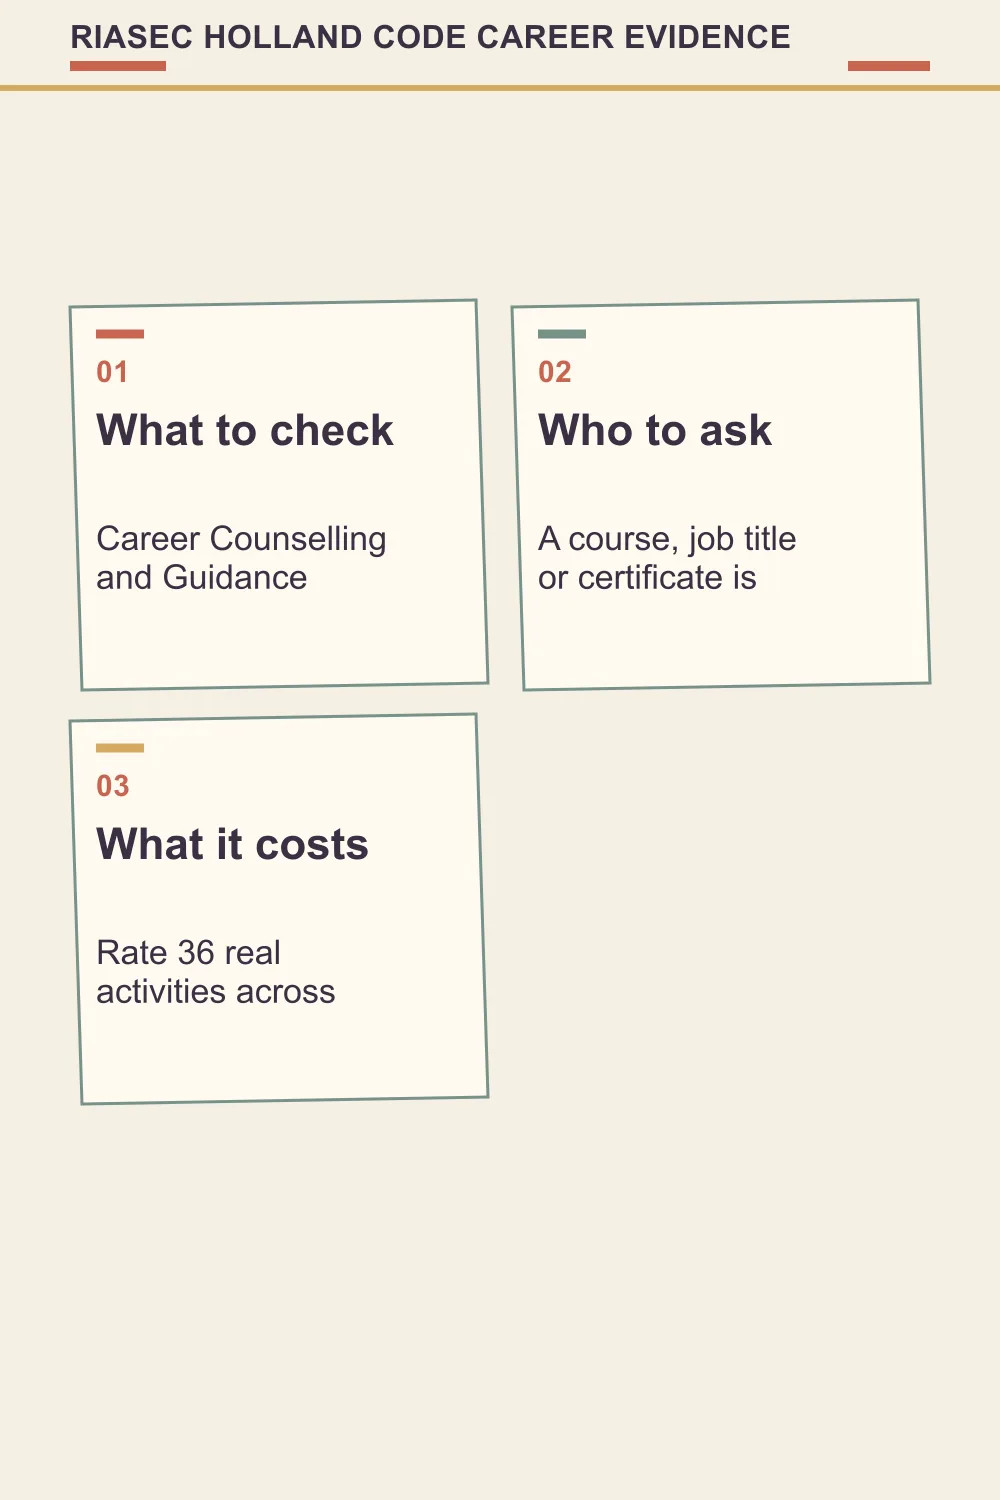 RIASEC HOLLAND CODE CAREER EVIDENCE
01
What to check
Career Counselling
and Guidance
02
Who to ask
A course, job title
or certificate is
03
What it costs
Rate 36 real
activities across